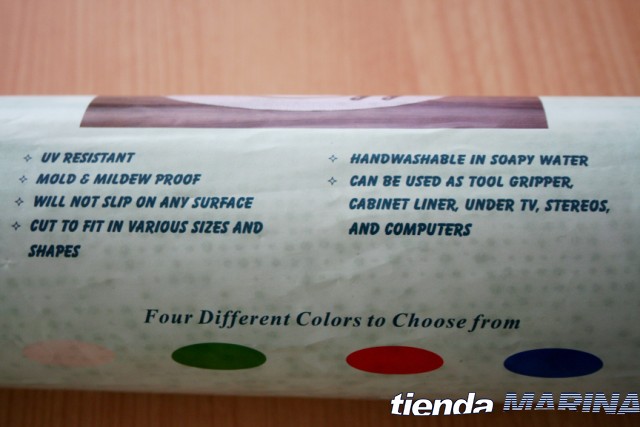 UV RESISTANT
MOLD & MILDEW PROOF
WILL NOT SLIP ON ANY SURFACE
CUT TO FIT IN VARIOUS SIZES AND
SHAPES
HANDWASHABLE IN SOAPY WATER
CAN BE USED AS TOOL GRIPPER,
CABINET LINER, UNDER TV, STEREOS,
AND COMPUTERS
Four Different Colors to Choose from
tienda MARINA